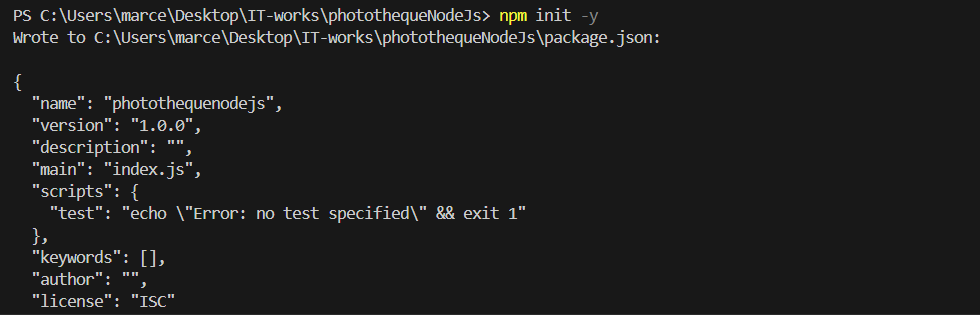 PS C:\Users\marce\Desktop\IT-works\photothequeNodeJs> npm init -y
Wrote to C:\Users\marce\Desktop\IT-works\photothequeNodeJs\package.json:

{
  "name": "photothequenodejs",
  "version": "1.0.0",
  "description": "",
  "main": "index.js",
  "scripts": {
    "test": "echo \"Error: no test specified\" && exit 1"
  },
  "keywords": [],
  "author": "",
  "license": "ISC"